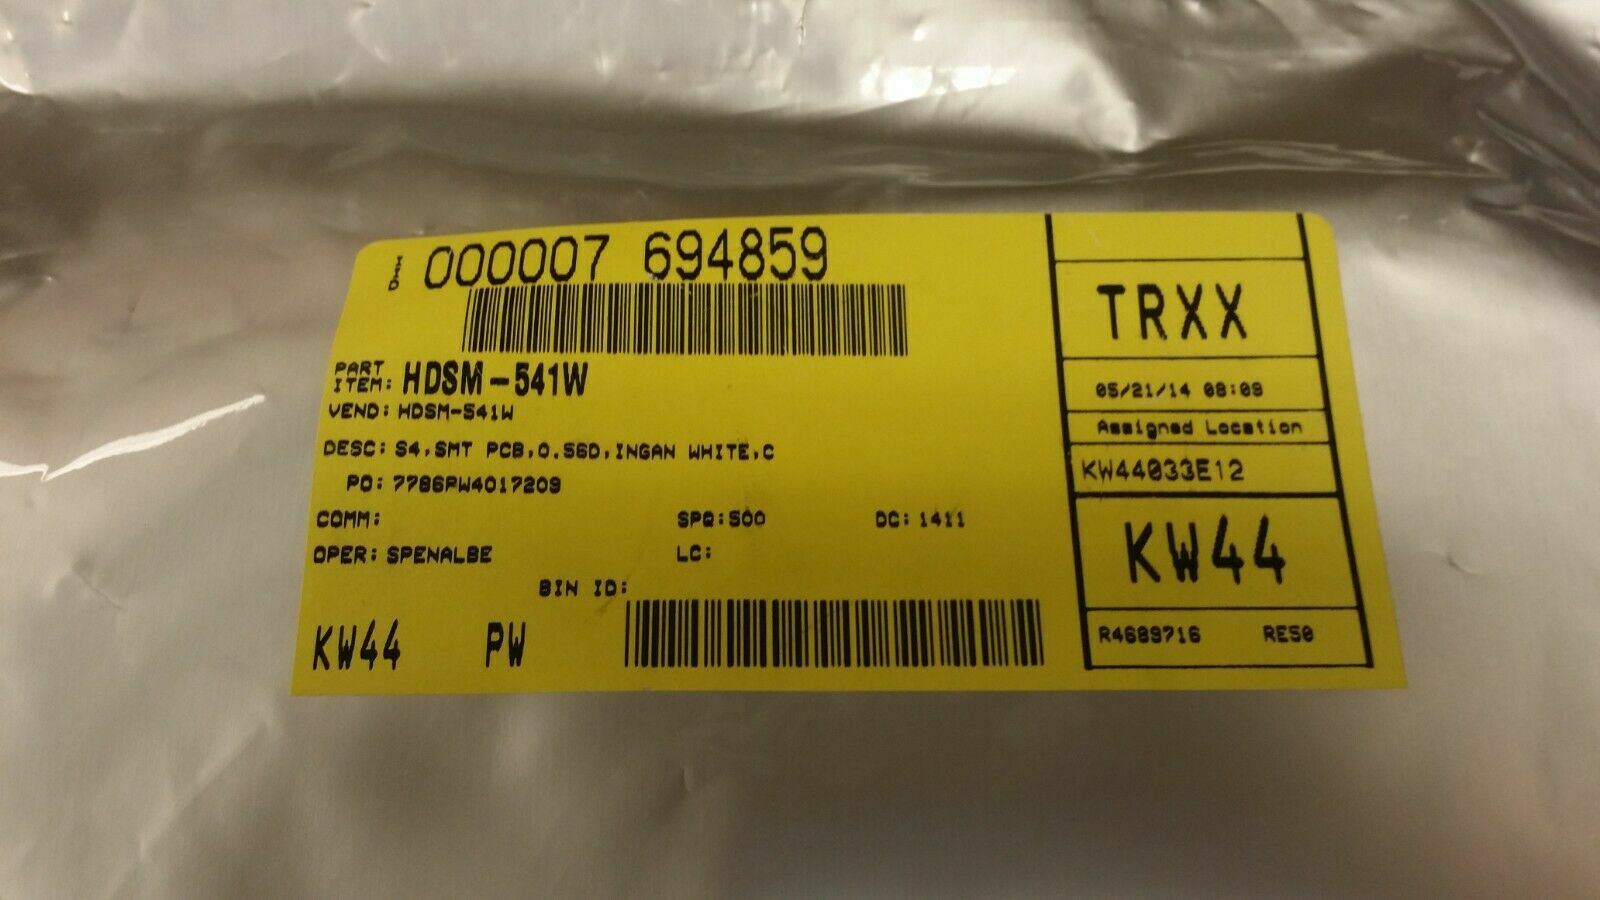 000007 694859
PART ITEM: HDSM-541W
VEND: HDSM-541W
DESC: S4,SMT PCB,0.56D,INGAN WHITE,C
PO: 7786PW4017209
COMM: SPQ:500 DC: 1411
OPER: SPENALBE LC:
BIN ID:
KW44 PW
TRXX
05/21/14 08:09
Assigned Location
KW44033E12
KW44
R4689716 RE50